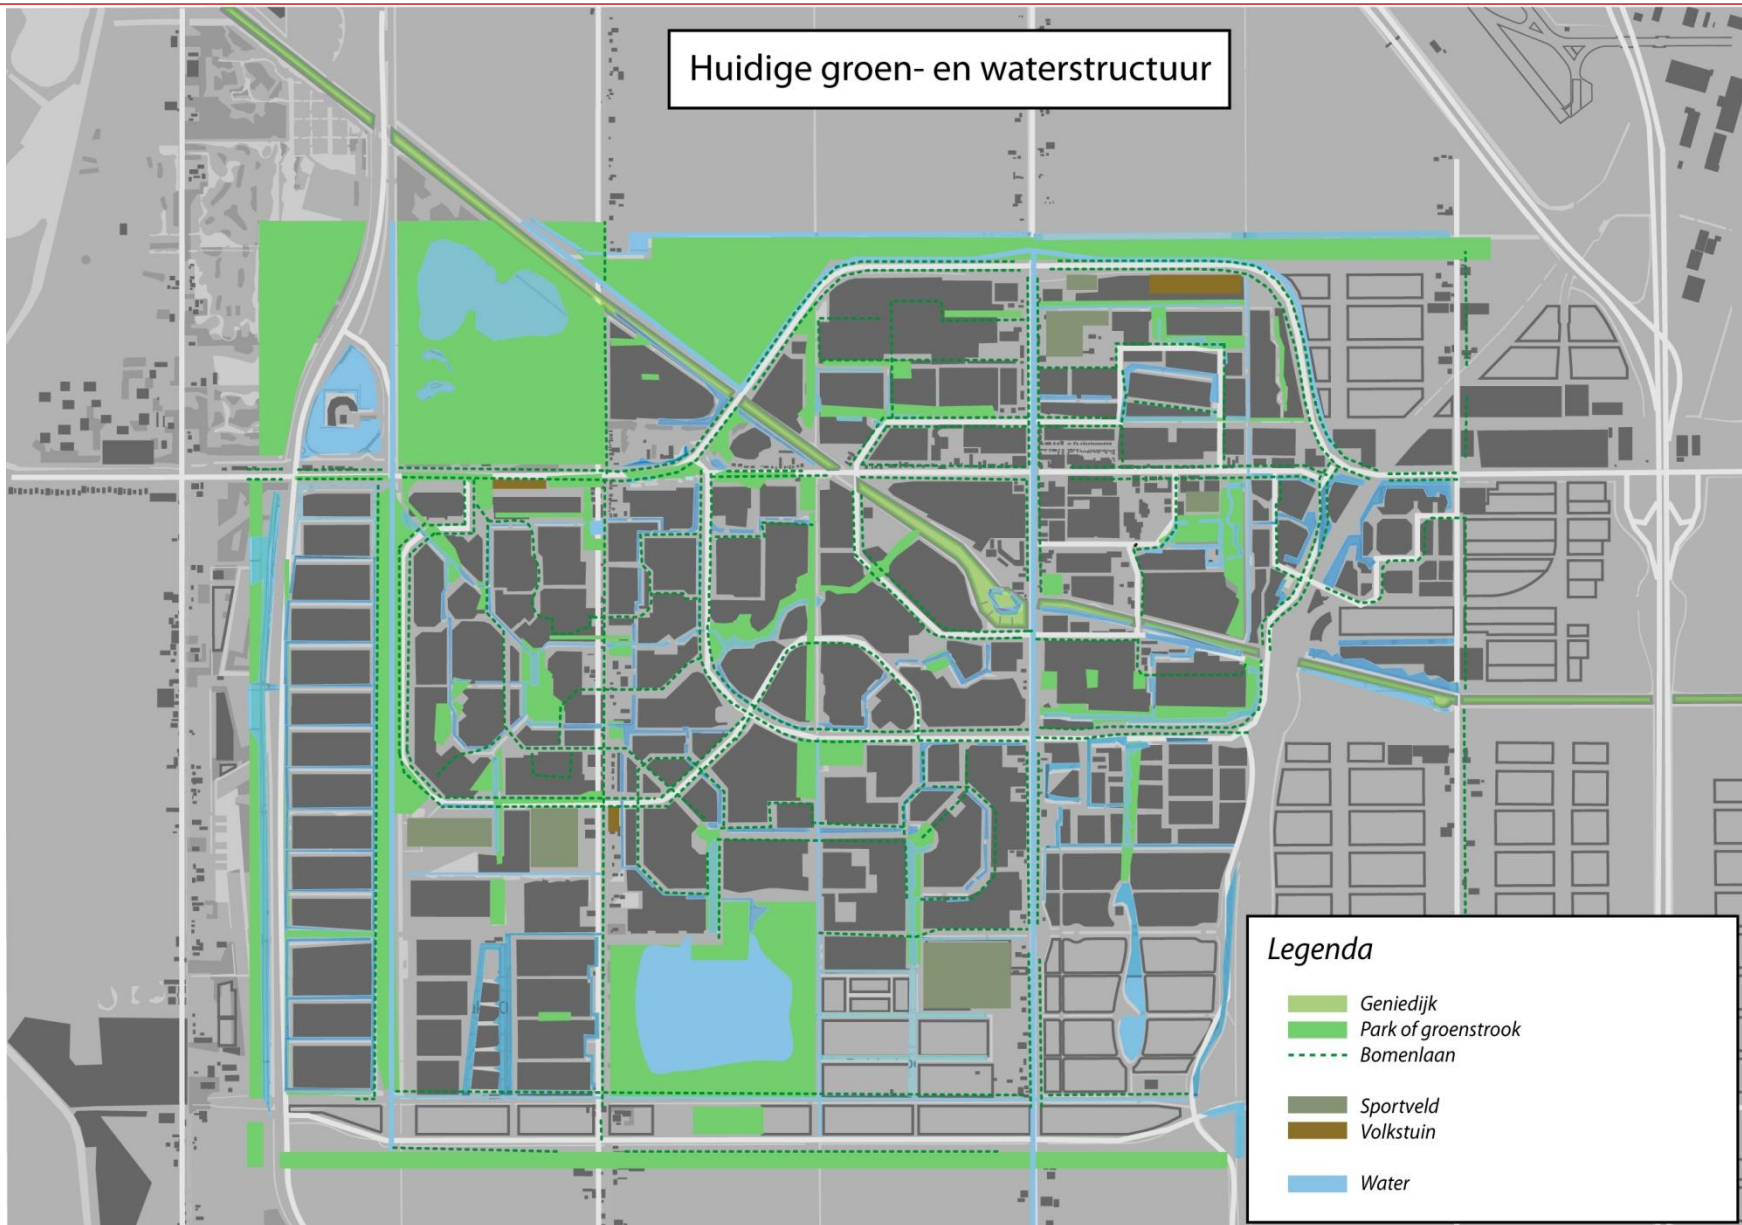 Huidige groen- en waterstructuur
Legenda
Geniedijk
Park of groenstrook
Bomenlaan
Sportveld
Volkstuin
Water